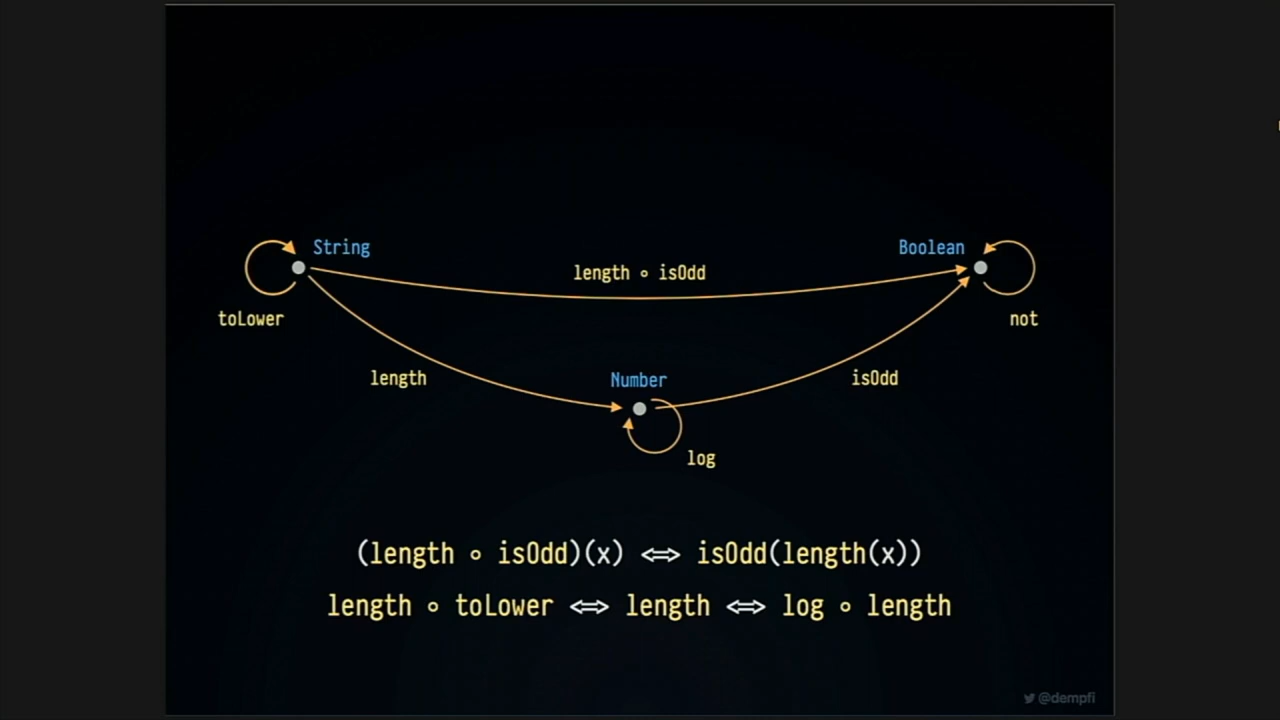 String
Boolean
length ∘ isOdd
toLower
not
length
Number
isOdd
log
(length ∘ isOdd)(x) ⟺ isOdd(length(x))
length ∘ toLower ⟺ length ⟺ log ∘ length
@dempfi